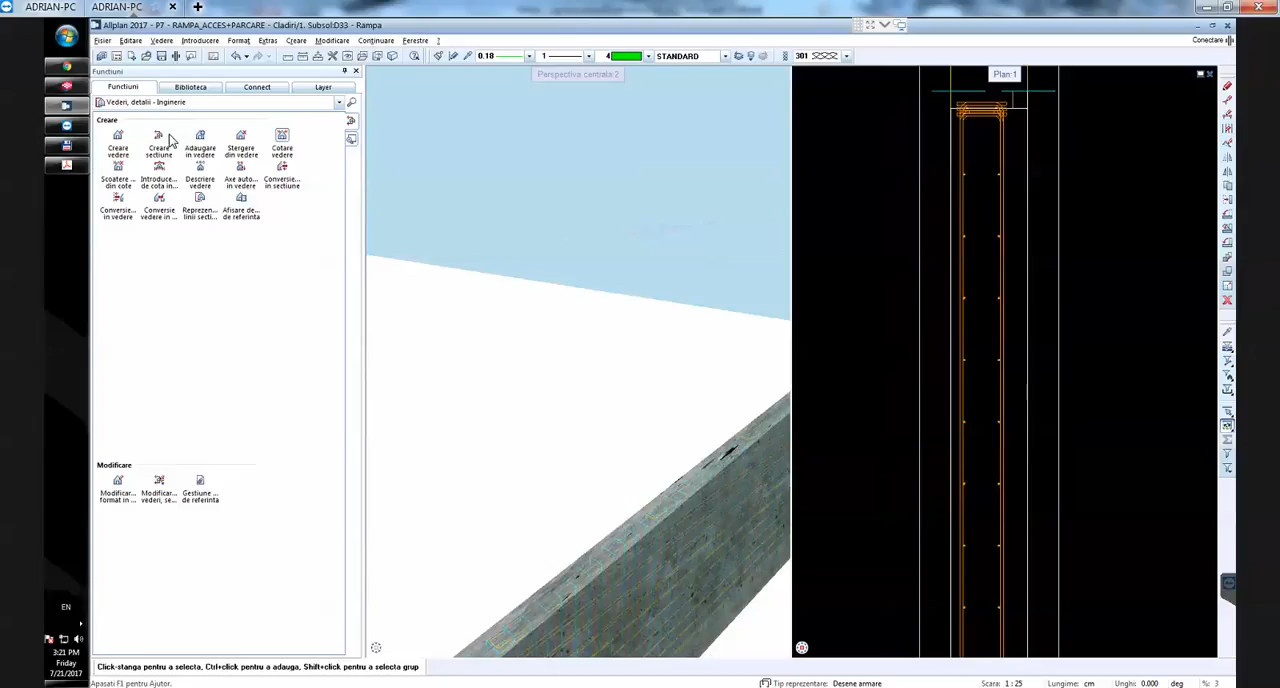 ADRIAN-PC
ADRIAN-PC
Allplan 2017 - P7 - RAMPA_ACCES+PARCARE - Cladiri/1. Subsol:D33 - Rampa
Fisier Editare Vedere Introducere Format Extras Creare Modificare Continuare Ferestre ?
Conectare
0.18 1 4 STANDARD 301
Functiuni
Perspectiva centrala:2
Plan:1
Functiuni Biblioteca Connect Layer
Vederi, detalii - Inginerie
Creare
Creare vedere
Creare sectiune
Adaugare in vedere
Stergere din vedere
Cotare vedere
Scoatere ... din cote
Introduce... de cota in...
Descriere vedere
Axe auto... in vedere
Conversie... in sectiune
Conversie... in vedere
Conversie vedere in ...
Reprezen... linii secti...
Afisare de... de referinta
Modificare
Modificar... format in ...
Modificar... vederi, se...
Gestiune ... de referinta
EN
3:21 PM
Friday
7/21/2017
Click-stanga pentru a selecta, Ctrl+click pentru a adauga, Shift+click pentru a selecta grup
Apasati F1 pentru Ajutor.
Tip reprezentare: Desene armare
Scara: 1 : 25
Lungime: cm
Unghi: 0.000 deg
%: 3